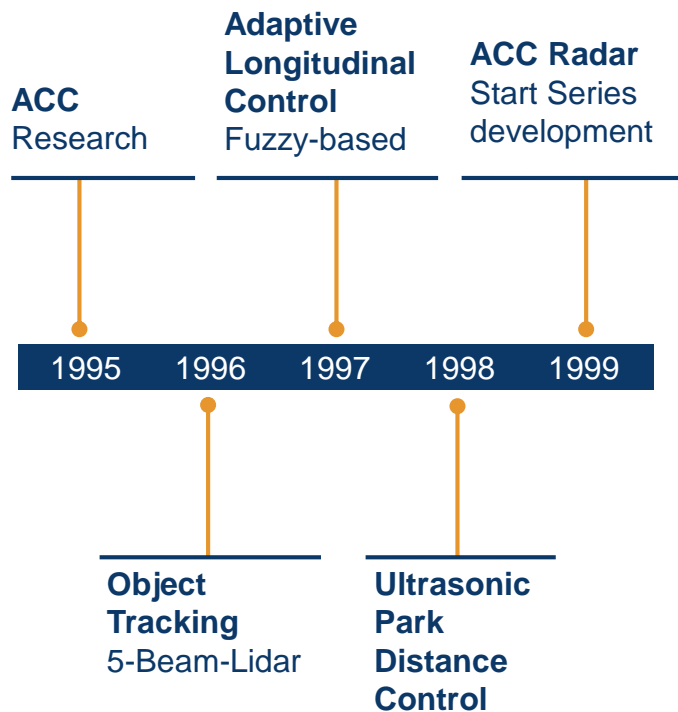 ACC
Research
Adaptive
Longitudinal
Control
Fuzzy-based
ACC Radar
Start Series
development
1995 1996 1997 1998 1999
Object
Tracking
5-Beam-Lidar
Ultrasonic
Park
Distance
Control